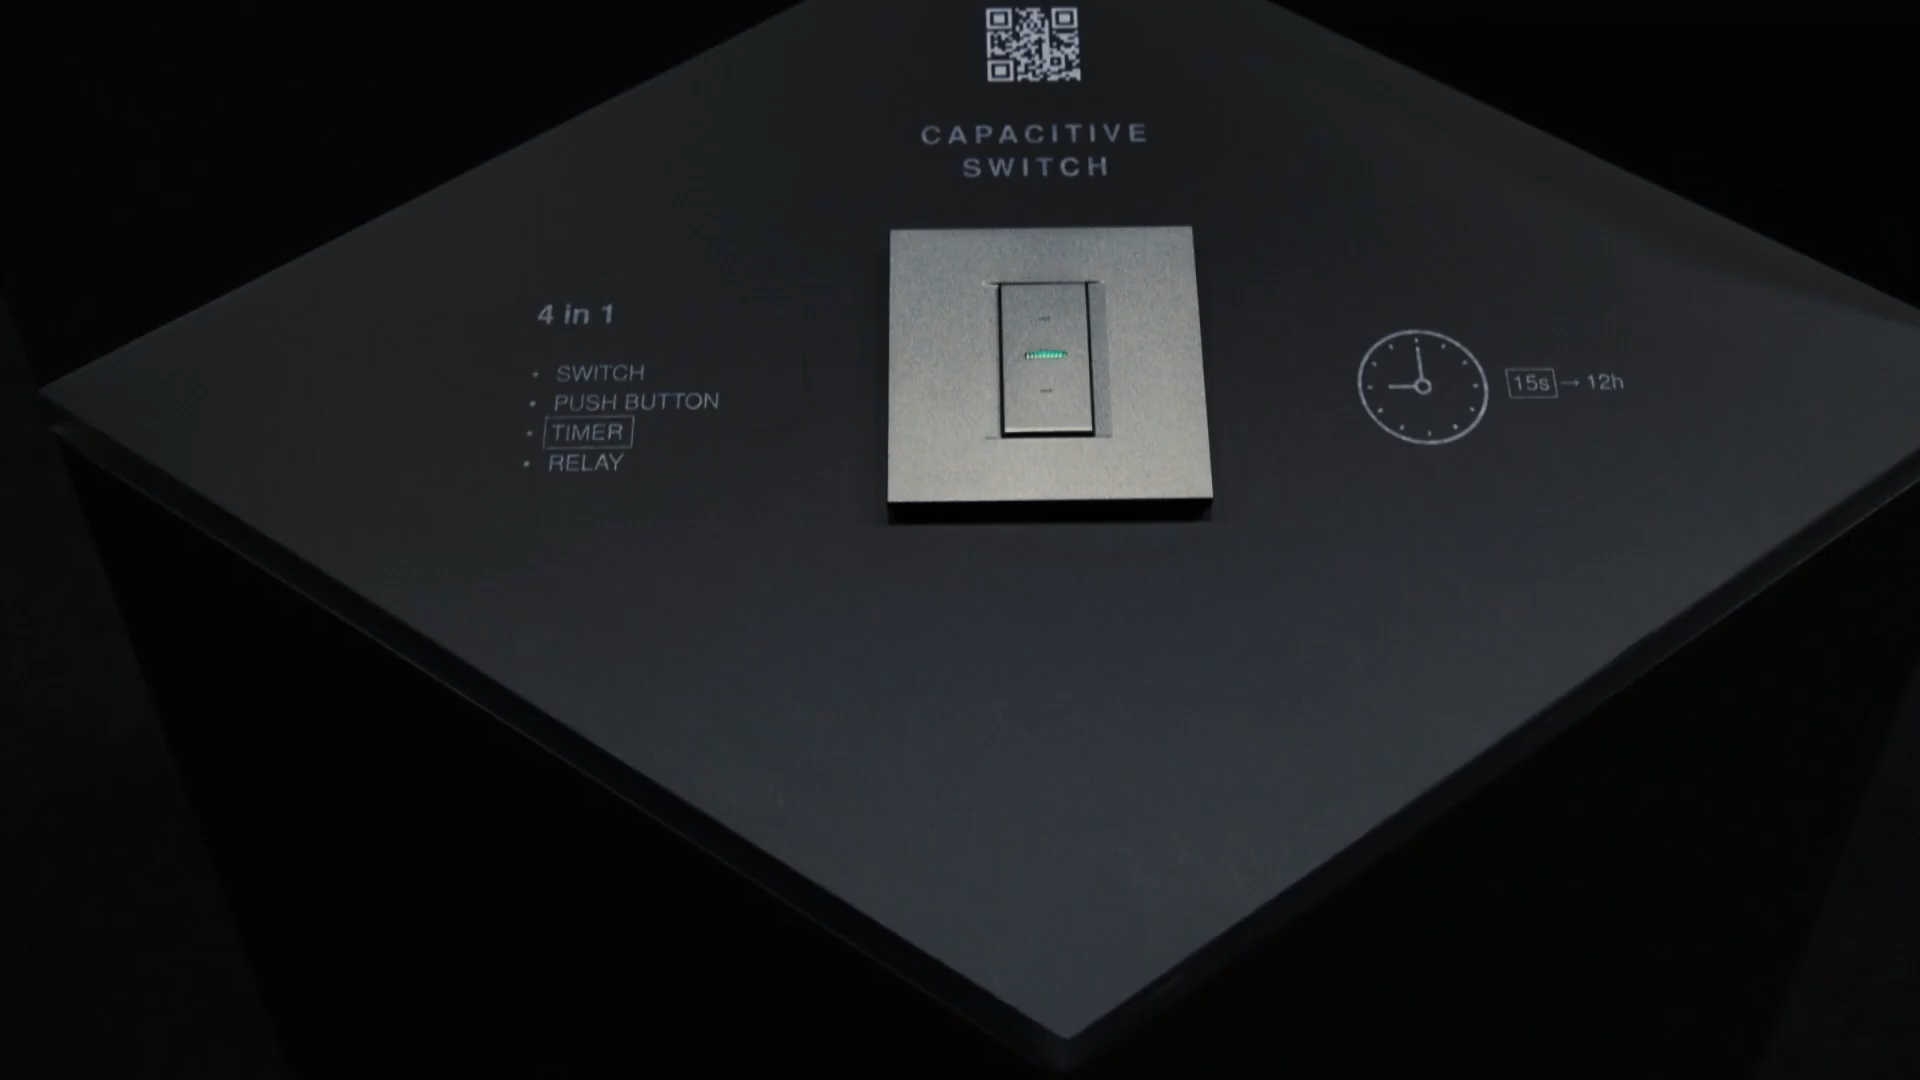 CAPACITIVE
SWITCH
4 in 1
• SWITCH
• PUSH BUTTON
• TIMER
• RELAY
15s → 12h